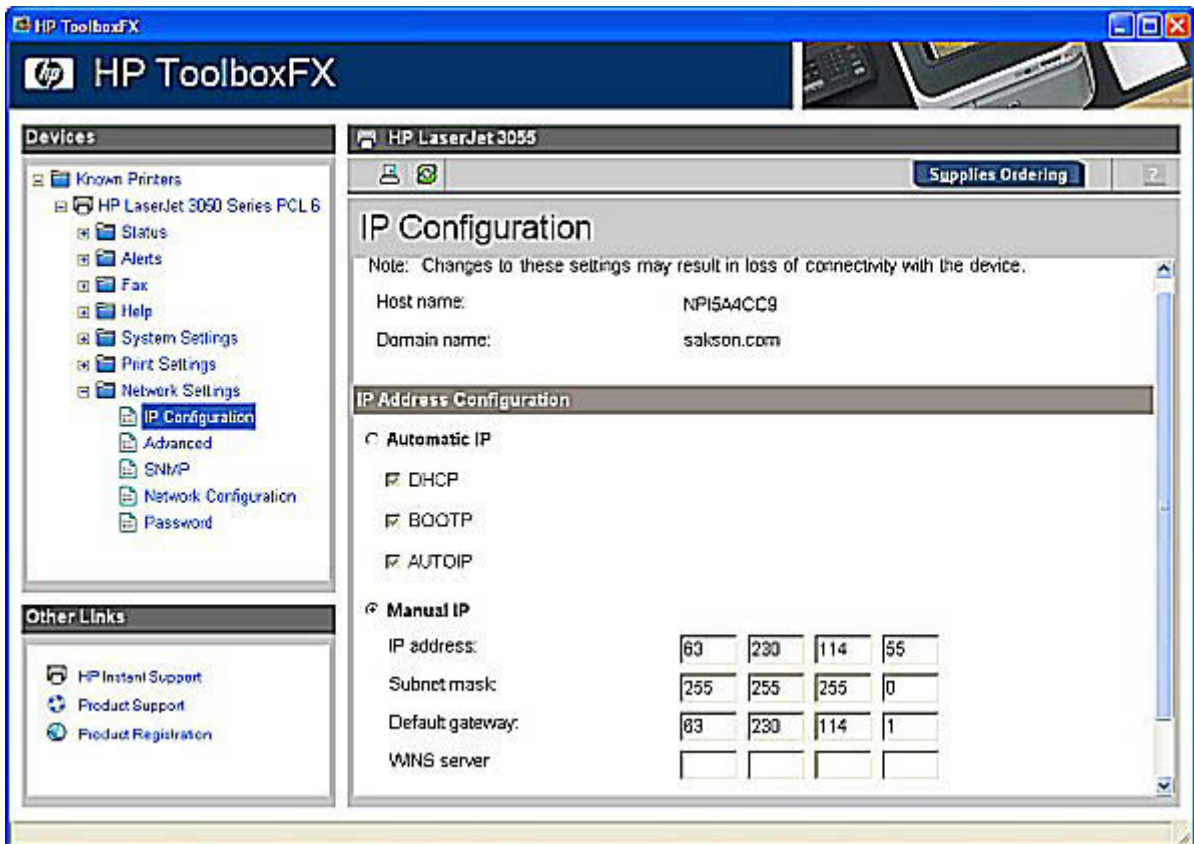 HP ToolboxFX
hp HP ToolboxFX
Devices
Known Printers
HP LaserJet 3050 Series PCL 6
Status
Alerts
Fax
Help
System Settings
Print Settings
Network Settings
IP Configuration
Advanced
SNMP
Network Configuration
Password
Other Links
HP Instant Support
Product Support
Product Registration
HP LaserJet 3055
Supplies Ordering ?
IP Configuration
Note: Changes to these settings may result in loss of connectivity with the device.
Host name: NPI5A4CC9
Domain name: sakson.com
IP Address Configuration
Automatic IP
DHCP
BOOTP
AUTOIP
Manual IP
IP address: 63 230 114 55
Subnet mask: 255 255 255 0
Default gateway: 63 230 114 1
WINS server